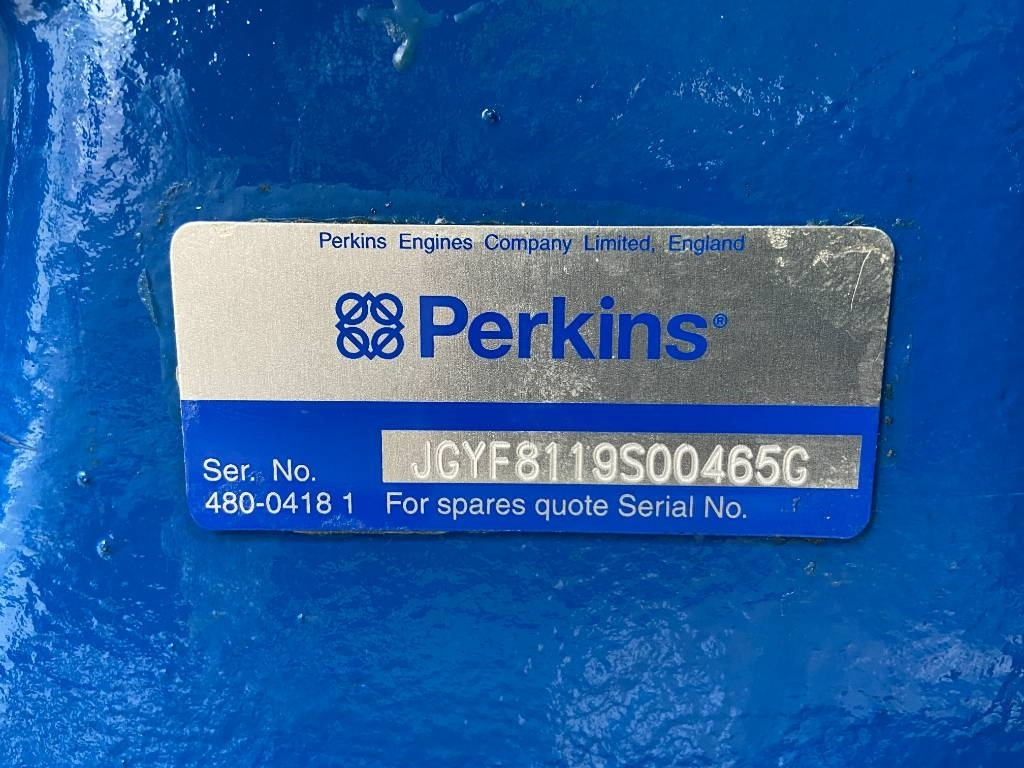 Perkins Engines Company Limited, England
Perkins®
Ser. No. JGYF8119S00465G
480-0418 1 For spares quote Serial No.